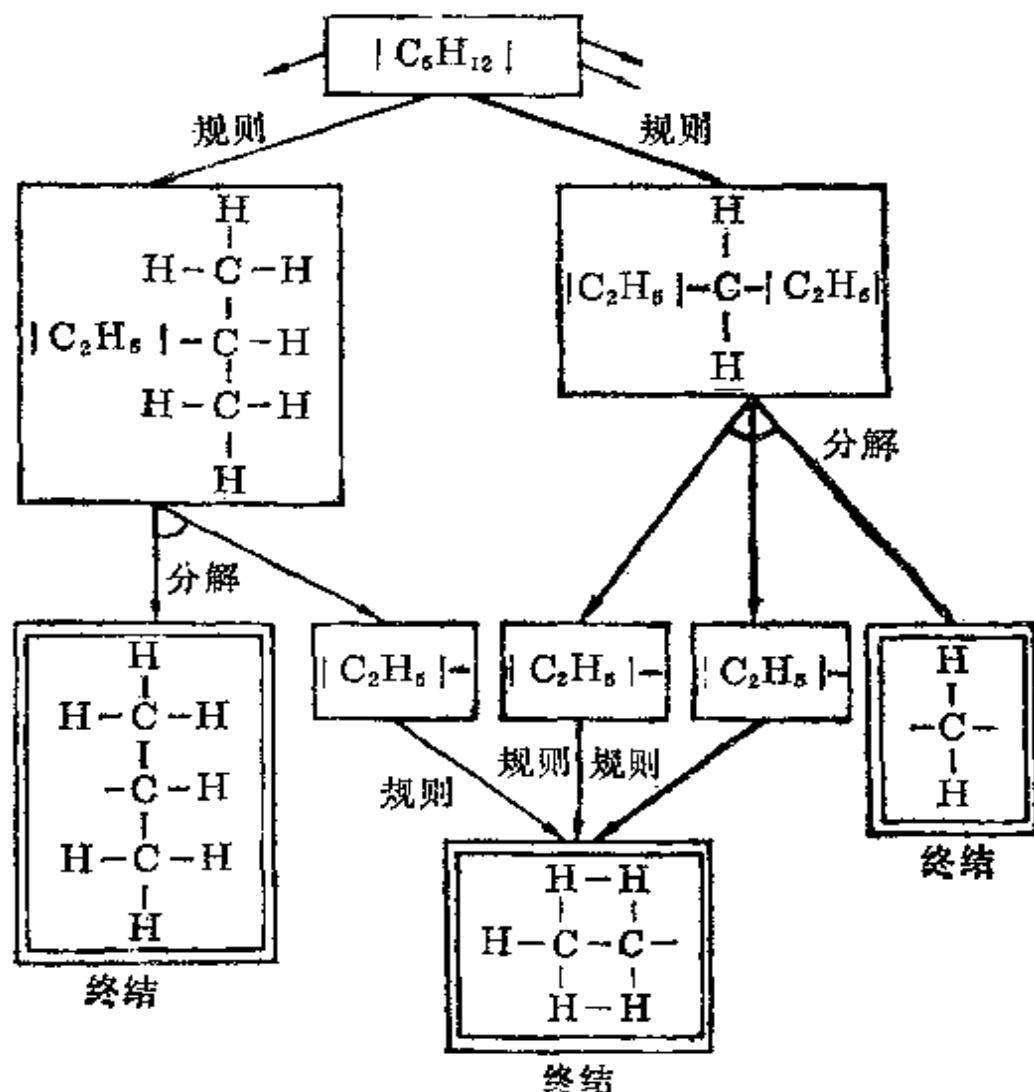 |C₅H₁₂|
规则 规则
H
H-C-H
|C₂H₅|-C-H
H-C-H
H
H
|C₂H₅|-C-|C₂H₅|
H
分解
分解
H
H-C-H
-C-H
H-C-H
H
终结
|C₂H₅|-
|C₂H₅|-
|C₂H₅|-
H
-C-
H
终结
规则 规则 规则
H-H
H-C-C-
H-H
终结